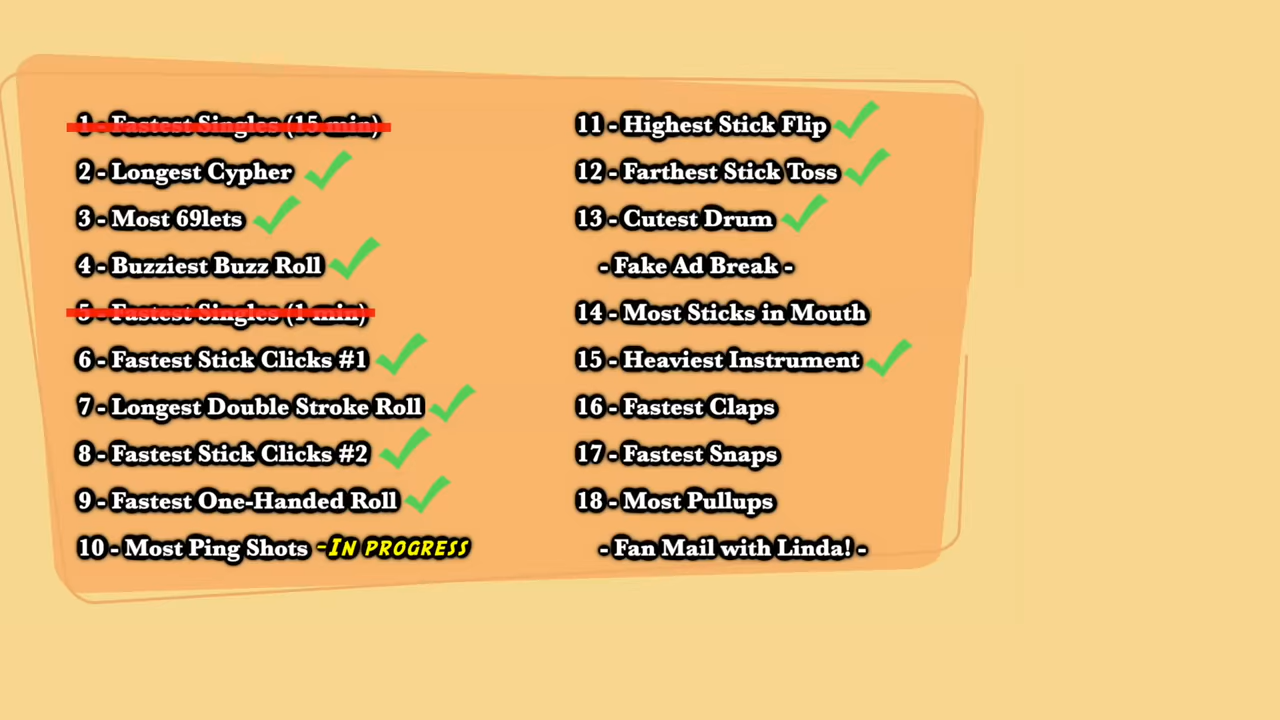 1 - Fastest Singles (15 min)
2 - Longest Cypher
3 - Most 69lets
4 - Buzziest Buzz Roll
5 - Fastest Singles (1 min)
6 - Fastest Stick Clicks #1
7 - Longest Double Stroke Roll
8 - Fastest Stick Clicks #2
9 - Fastest One-Handed Roll
10 - Most Ping Shots - In progress
11 - Highest Stick Flip
12 - Farthest Stick Toss
13 - Cutest Drum
- Fake Ad Break -
14 - Most Sticks in Mouth
15 - Heaviest Instrument
16 - Fastest Claps
17 - Fastest Snaps
18 - Most Pullups
- Fan Mail with Linda! -